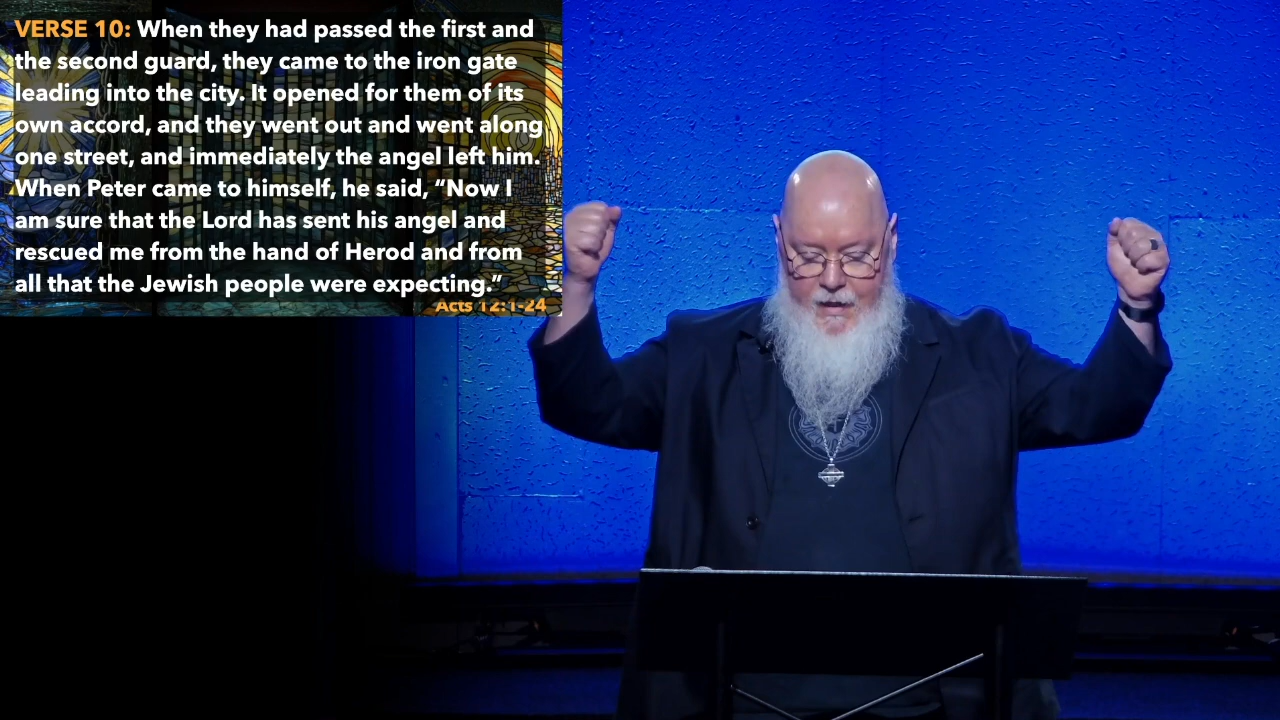 VERSE 10: When they had passed the first and
the second guard, they came to the iron gate
leading into the city. It opened for them of its
own accord, and they went out and went along
one street, and immediately the angel left him.
When Peter came to himself, he said, “Now I
am sure that the Lord has sent his angel and
rescued me from the hand of Herod and from
all that the Jewish people were expecting.”
Acts 12:1-24